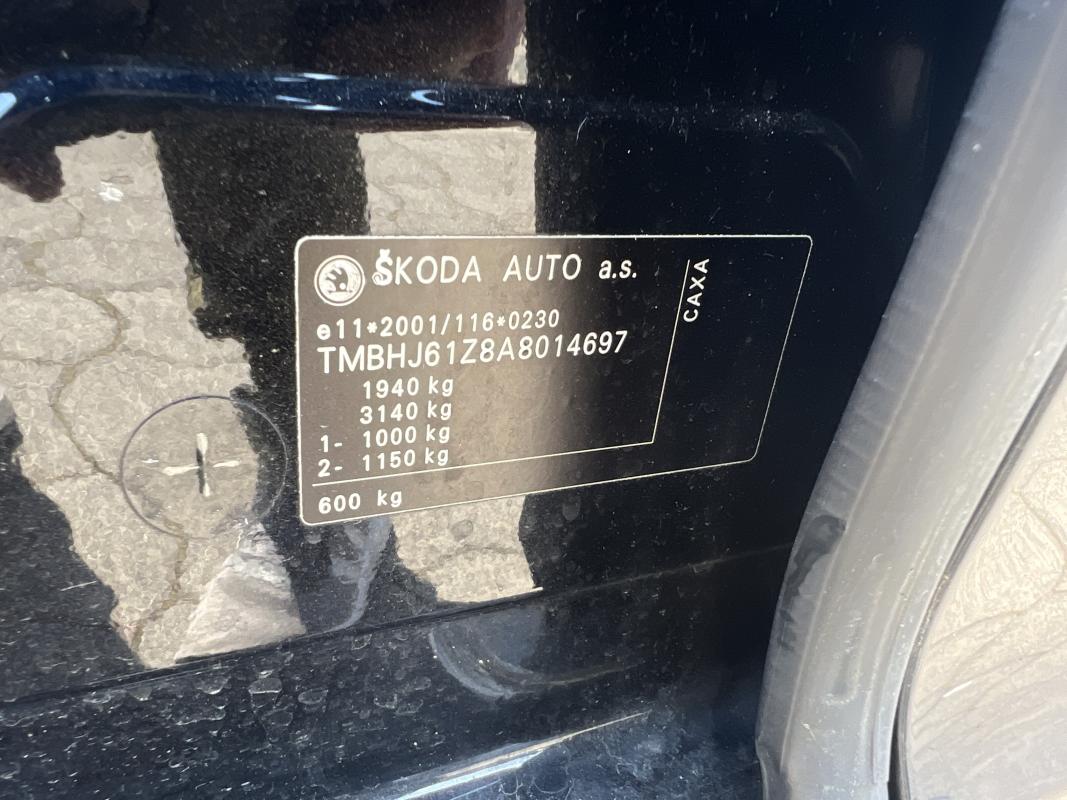 ŠKODA AUTO a.s.
CAXA
e11*2001/116*0230
TMBHJ61Z8A8014697
1940 kg
3140 kg
1- 1000 kg
2- 1150 kg
600 kg